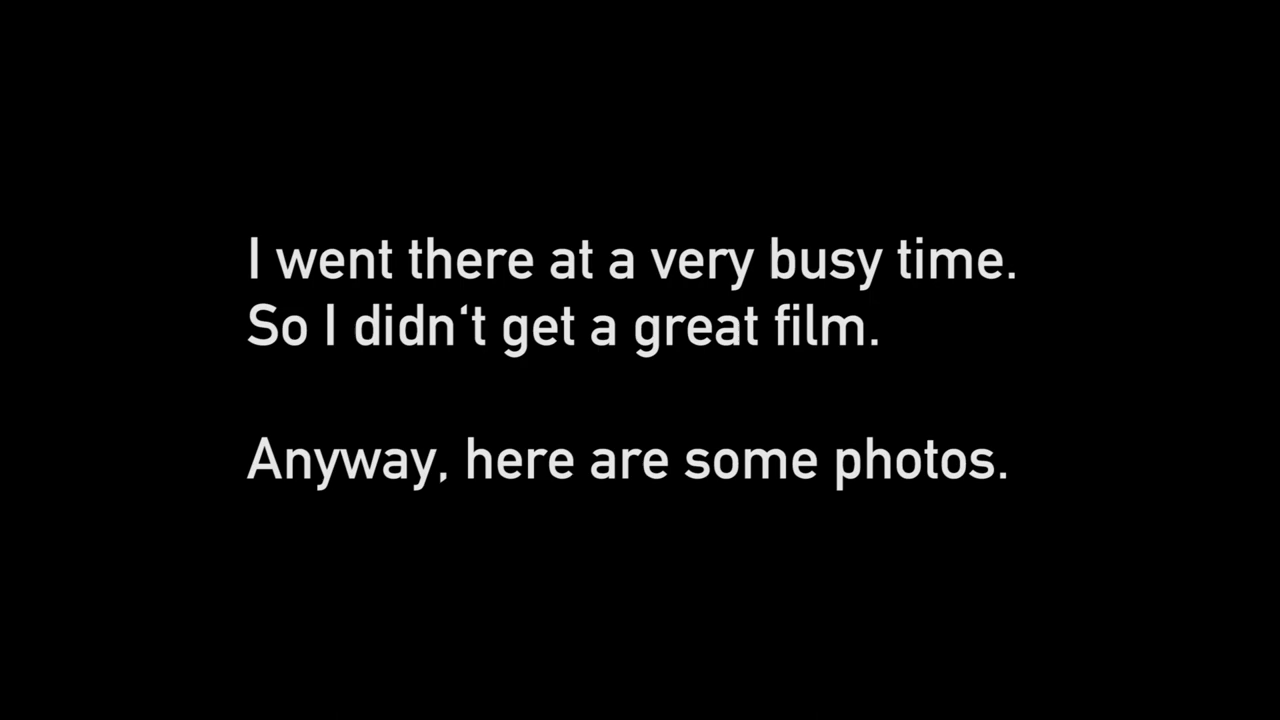 I went there at a very busy time.
So I didn‘t get a great film.
Anyway, here are some photos.